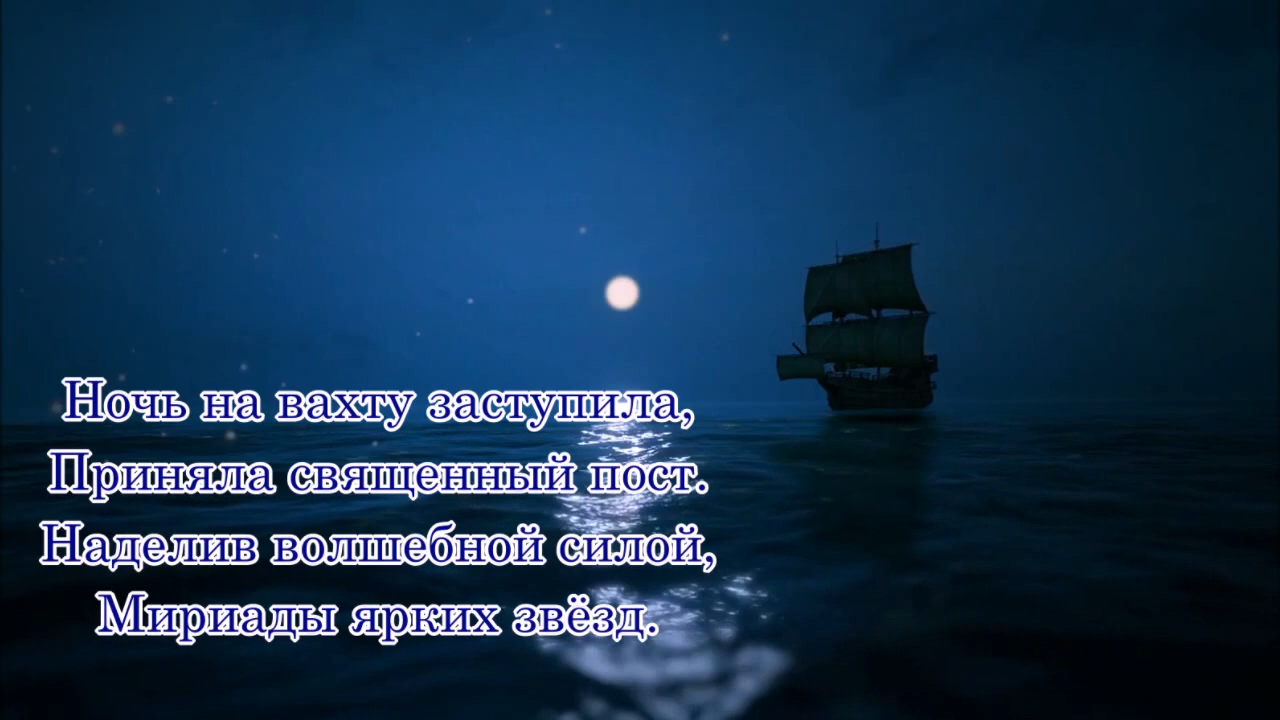 Ночь на вахту заступила,
Приняла священный пост.
Наделив волшебной силой,
Мириады ярких звёзд.